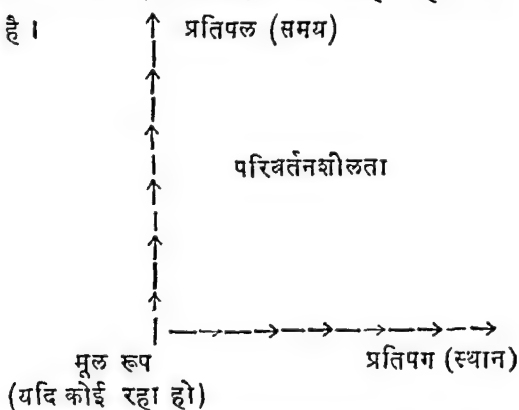 है। प्रतिपल (समय)
परिवर्तनशीलता
मूल रूप प्रतिपग (स्थान)
(यदि कोई रहा हो)